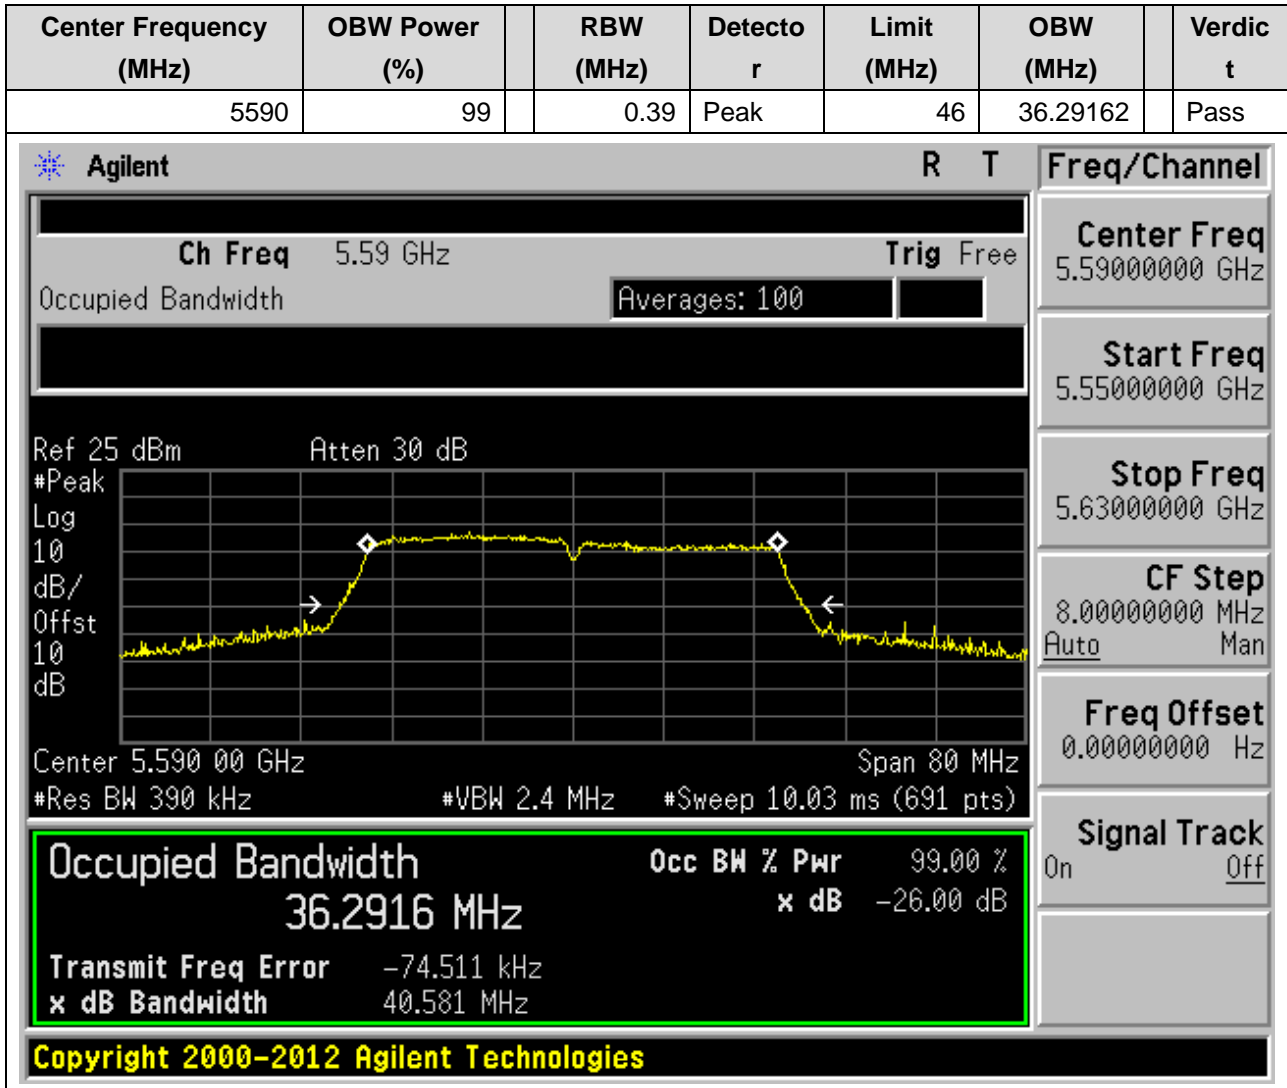 Center Frequency OBW Power RBW Detecto Limit OBW Verdic
(MHz) (%) (MHz) r (MHz) (MHz) t
5590 99 0.39 Peak 46 36.29162 Pass
Agilent R T Freq/Channel
Ch Freq 5.59 GHz Trig Free
Occupied Bandwidth Averages: 100
Center Freq
5.59000000 GHz
Start Freq
5.55000000 GHz
Stop Freq
5.63000000 GHz
CF Step
8.00000000 MHz
Auto Man
Freq Offset
0.00000000 Hz
Signal Track
On Off
Ref 25 dBm Atten 30 dB
#Peak
Log
10
dB/
Offst
10
dB
Center 5.590 00 GHz Span 80 MHz
#Res BW 390 kHz #VBW 2.4 MHz #Sweep 10.03 ms (691 pts)
Occupied Bandwidth Occ BW % Pwr 99.00 %
36.2916 MHz x dB -26.00 dB
Transmit Freq Error -74.511 kHz
x dB Bandwidth 40.581 MHz
Copyright 2000-2012 Agilent Technologies